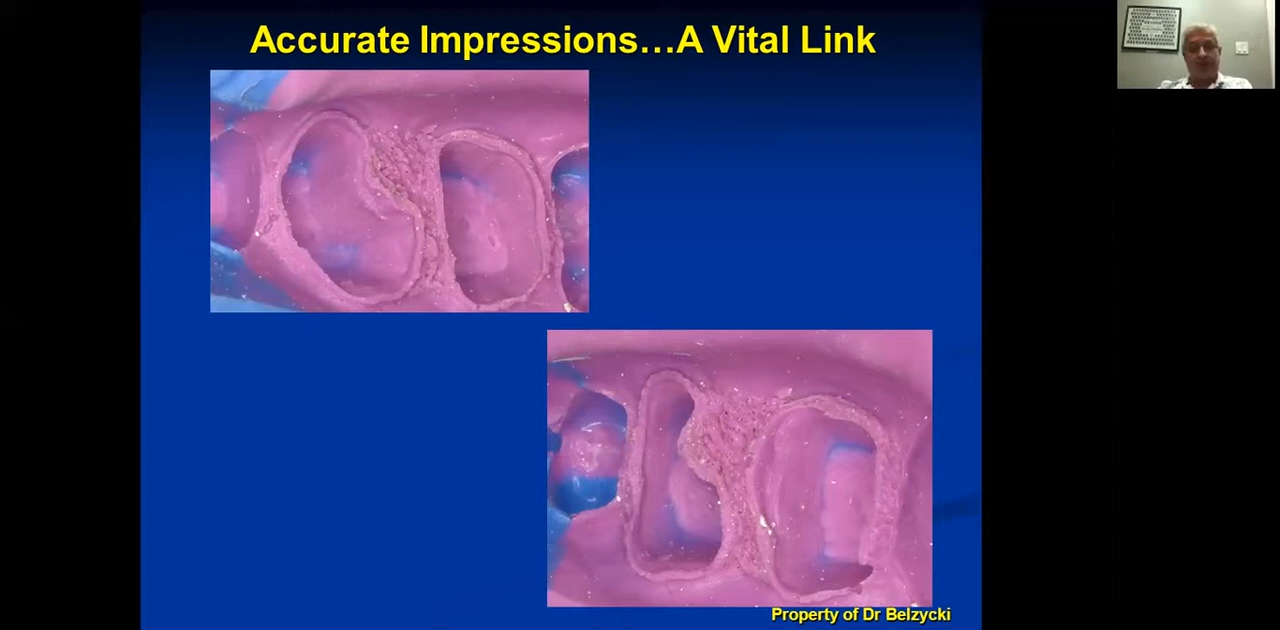 Accurate Impressions…A Vital Link
Property of Dr Belzycki